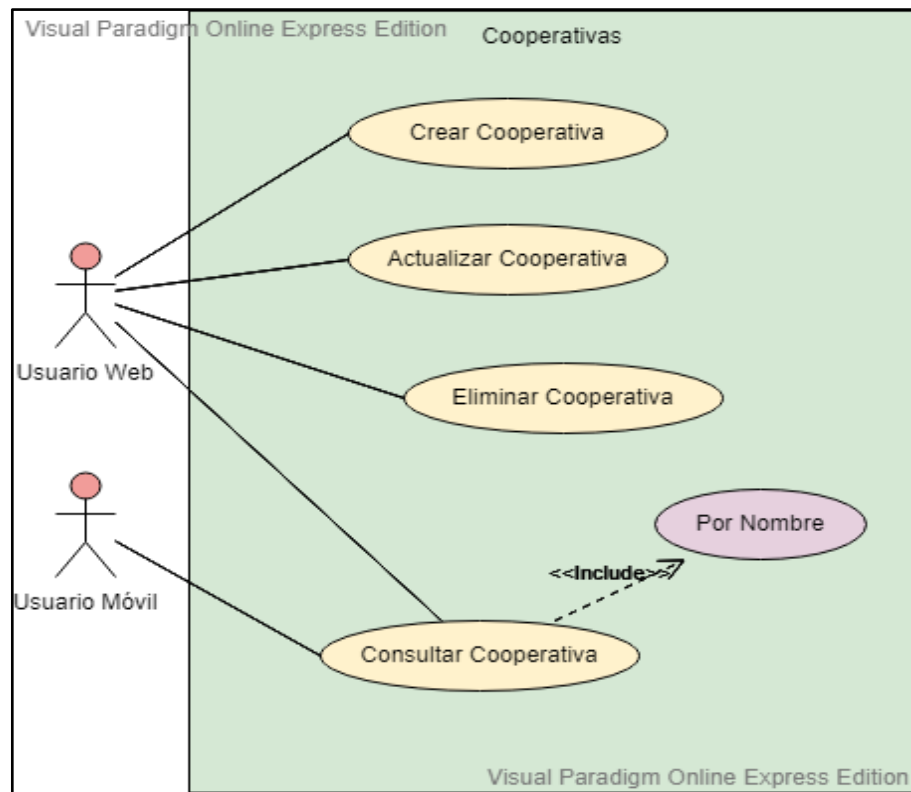 Visual Paradigm Online Express Edition
Cooperativas
Crear Cooperativa
Actualizar Cooperativa
Usuario Web
Eliminar Cooperativa
Por Nombre
<<Include>>
Usuario Móvil
Consultar Cooperativa
Visual Paradigm Online Express Edition